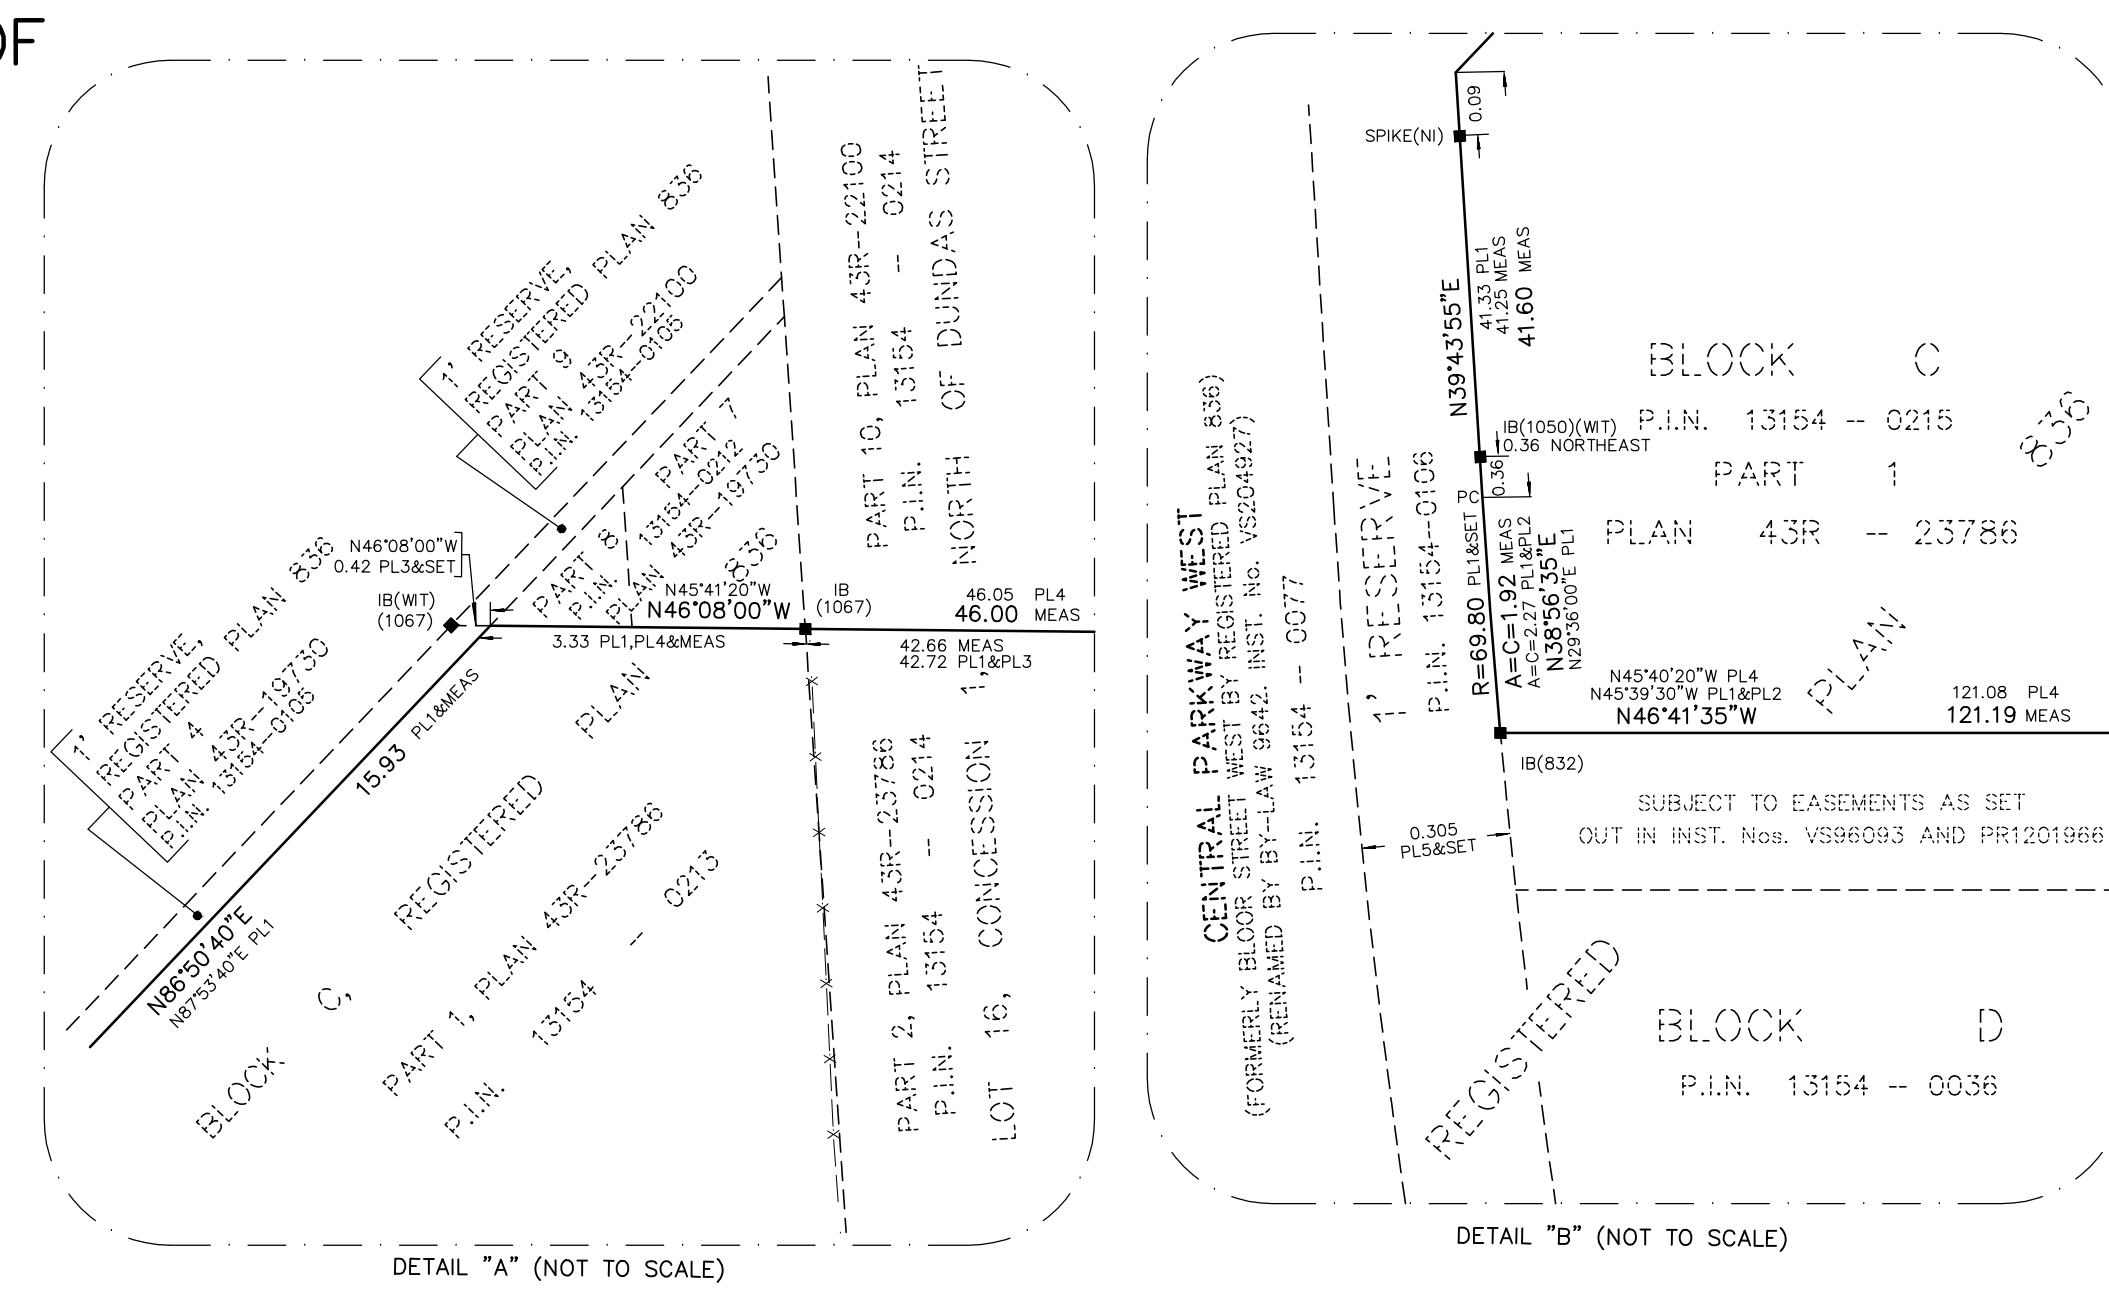 OF
1' RESERVE,
REGISTERED PLAN 836
PART 9
PLAN 43R--22100
P.I.N. 13154-0105
PART 10, PLAN 43R-22100
P.I.N. 13154 -- 0214
NORTH OF DUNDAS STREET
PART 7
PART 8 13154-0212
P.I.N.
PLAN 43R-19730
N46°08'00"W
0.42 PL3&SET
IB(WIT)
(1067)
N45°41'20"W
N46°08'00"W
IB
(1067)
46.05 PL4
46.00 MEAS
3.33 PL1,PL4&MEAS
42.66 MEAS
42.72 PL1&PL3
1' RESERVE,
REGISTERED PLAN 836
PART 4
PLAN 43R--19730
P.I.N. 13154-0105
15.93 PL1&MEAS
N86°50'40"E
N87°53'40"E PL1
REGISTERED PLAN 836
BLOCK C,
PART 1, PLAN 43R--23786
P.I.N. 13154 -- 0213
PART 2, PLAN 43R-23786
P.I.N. 13154 -- 0214
LOT 16, CONCESSION 1,
DETAIL "A" (NOT TO SCALE)
0.09
SPIKE(NI)
N39°43'55"E
41.33 PL1
41.25 MEAS
41.60 MEAS
IB(1050)(WIT)
0.36 NORTHEAST
0.36
PC
R=69.80 PL1&SET
A=C=1.92 MEAS
A=C=2.27 PL1&PL2
N38°56'35"E
N29°36'00"E PL1
BLOCK C
P.I.N. 13154 -- 0215
PART 1
PLAN 43R -- 23786
CENTRAL PARKWAY WEST
(FORMERLY BLOOR STREET WEST BY REGISTERED PLAN 836)
(RENAMED BY BY-LAW 9642. INST. No. VS204927)
P.I.N. 13154 -- 0077
1' RESERVE
P.I.N. 13154--0106
N45°40'20"W PL4
N45°39'30"W PL1&PL2
N46°41'35"W
121.08 PL4
121.19 MEAS
IB(832)
0.305
PL5&SET
SUBJECT TO EASEMENTS AS SET
OUT IN INST. Nos. VS96093 AND PR1201966
REGISTERED PLAN 836
BLOCK D
P.I.N. 13154 -- 0036
DETAIL "B" (NOT TO SCALE)